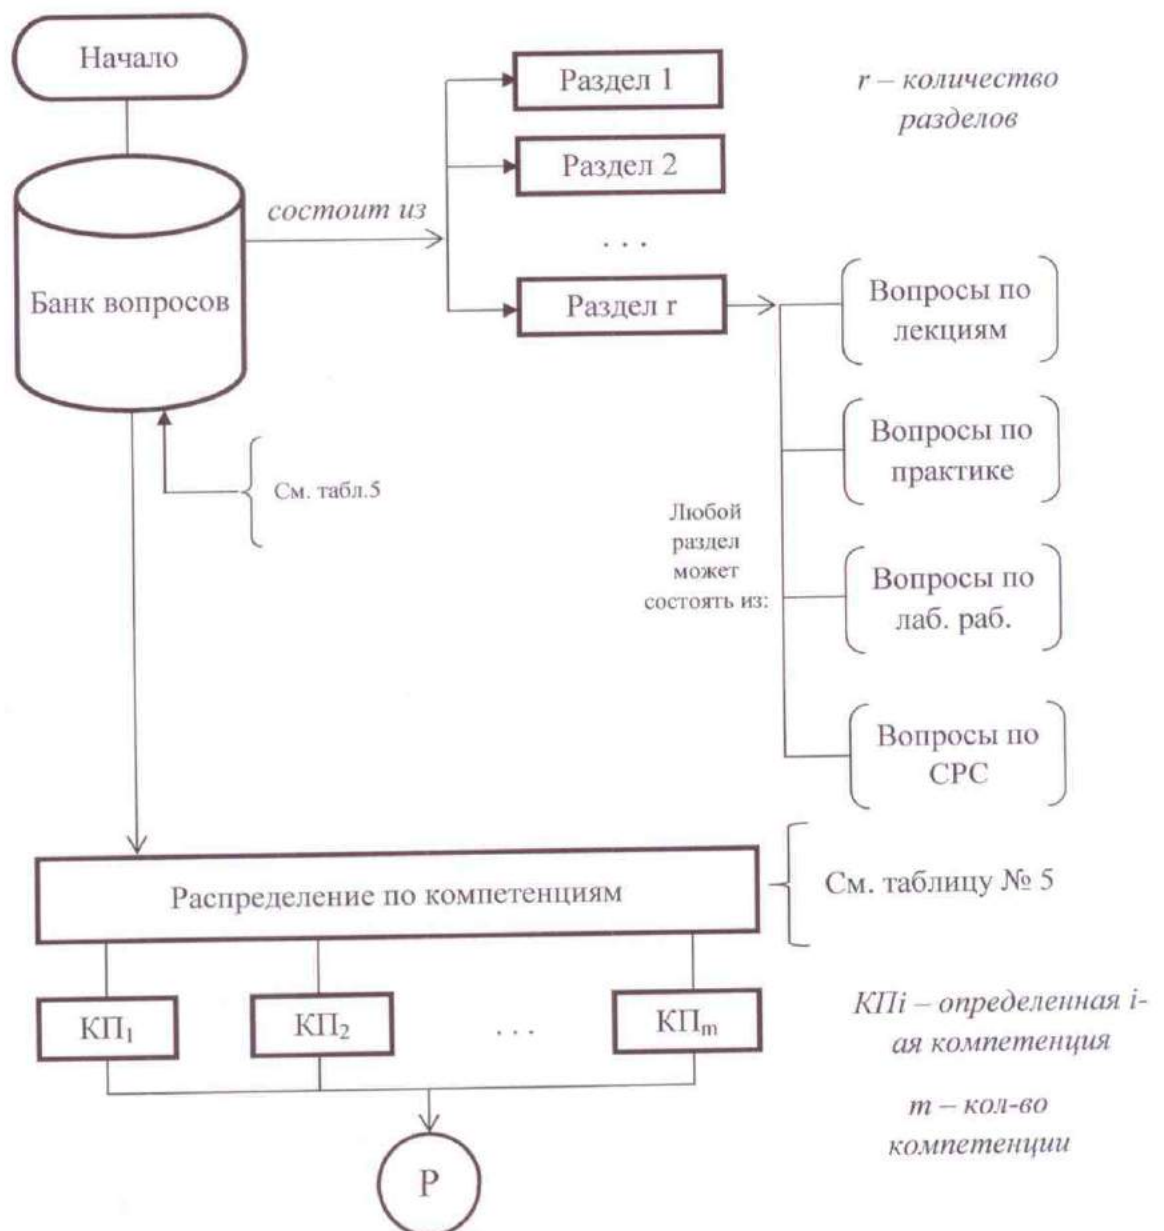 Начало
Раздел 1
r – количество
разделов
Раздел 2
состоит из
. . .
Банк вопросов
Раздел r
Вопросы по
лекциям
Вопросы по
практике
См. табл.5
Любой
раздел
может
состоять из:
Вопросы по
лаб. раб.
Вопросы по
СРС
Распределение по компетенциям
См. таблицу № 5
КП1
КП2
. . .
КПm
КПi – определенная i-
ая компетенция
m – кол-во
компетенции
Р